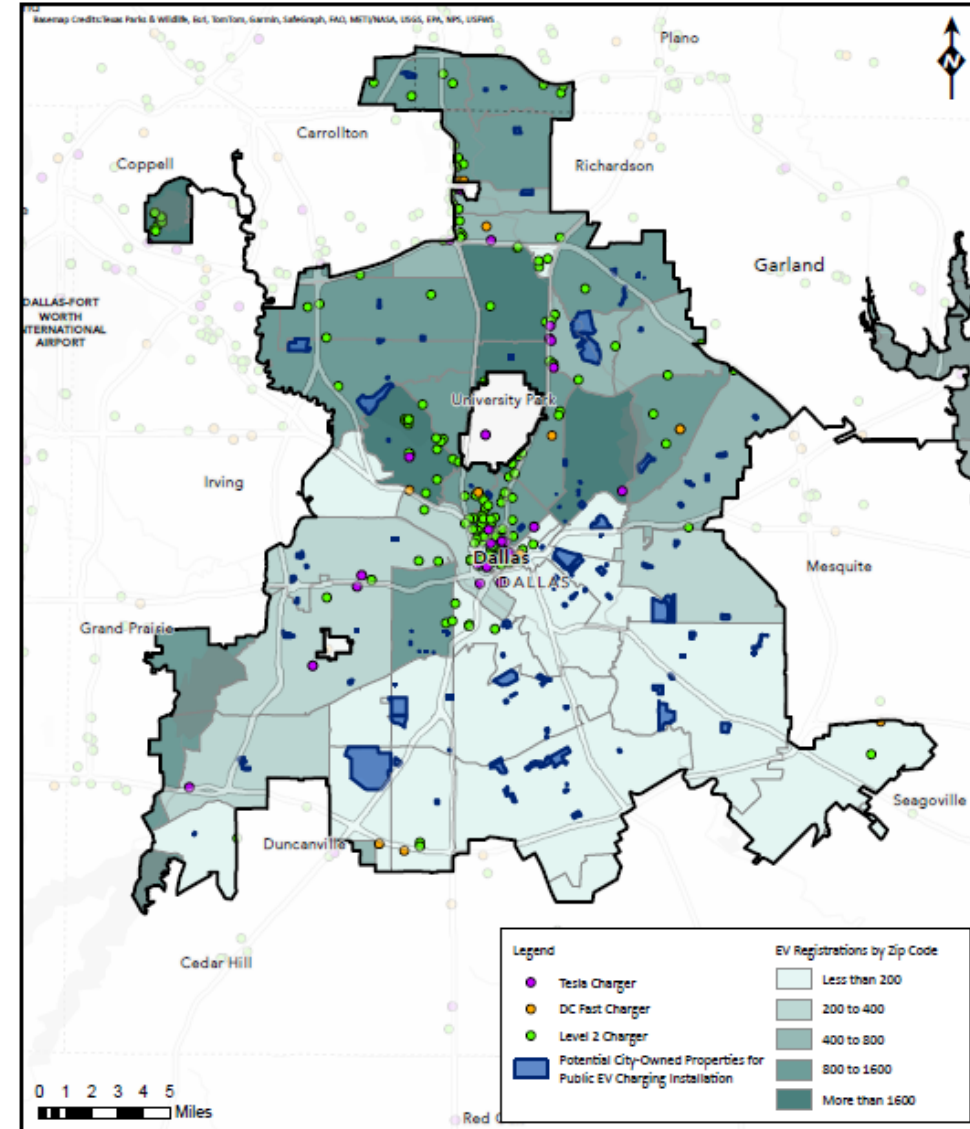 Basemap Credits:Texas Parks & Wildlife, Esri, TomTom, Garmin, SafeGraph, FAO, METI/NASA, USGS, EPA, NPS, USFWS
Plano
N
Carrollton
Coppell
Richardson
Garland
DALLAS-FORT
WORTH
NTERNATIONAL
AIRPORT
University Park
Irving
Dallas
DALLAS
Mesquite
Grand Prairie
Seagoville
Duncanville
Cedar Hill
Legend
Tesla Charger
DC Fast Charger
Level 2 Charger
Potential City-Owned Properties for
Public EV Charging Installation
EV Registrations by Zip Code
Less than 200
200 to 400
400 to 800
800 to 1600
More than 1600
0 1 2 3 4 5
Miles
Red